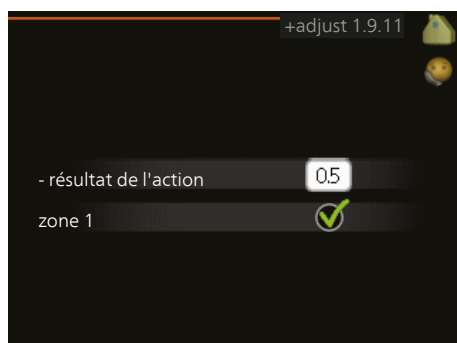 +adjust 1.9.11
- résultat de l'action 0.5
zone 1